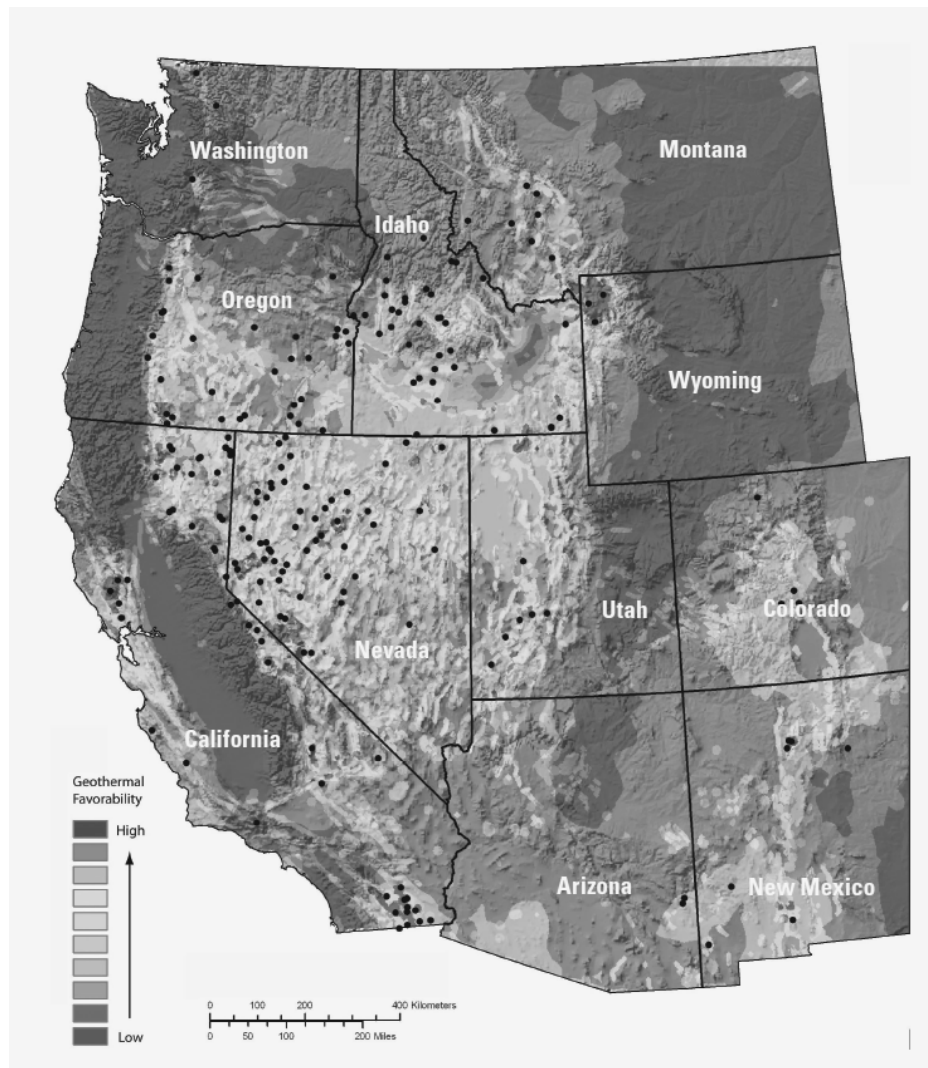 Washington
Montana
Idaho
Oregon
Wyoming
Utah
Colorado
Nevada
California
Geothermal
Favorability
High
Low
Arizona
New Mexico
0 100 200 400 Kilometers
0 50 100 200 Miles